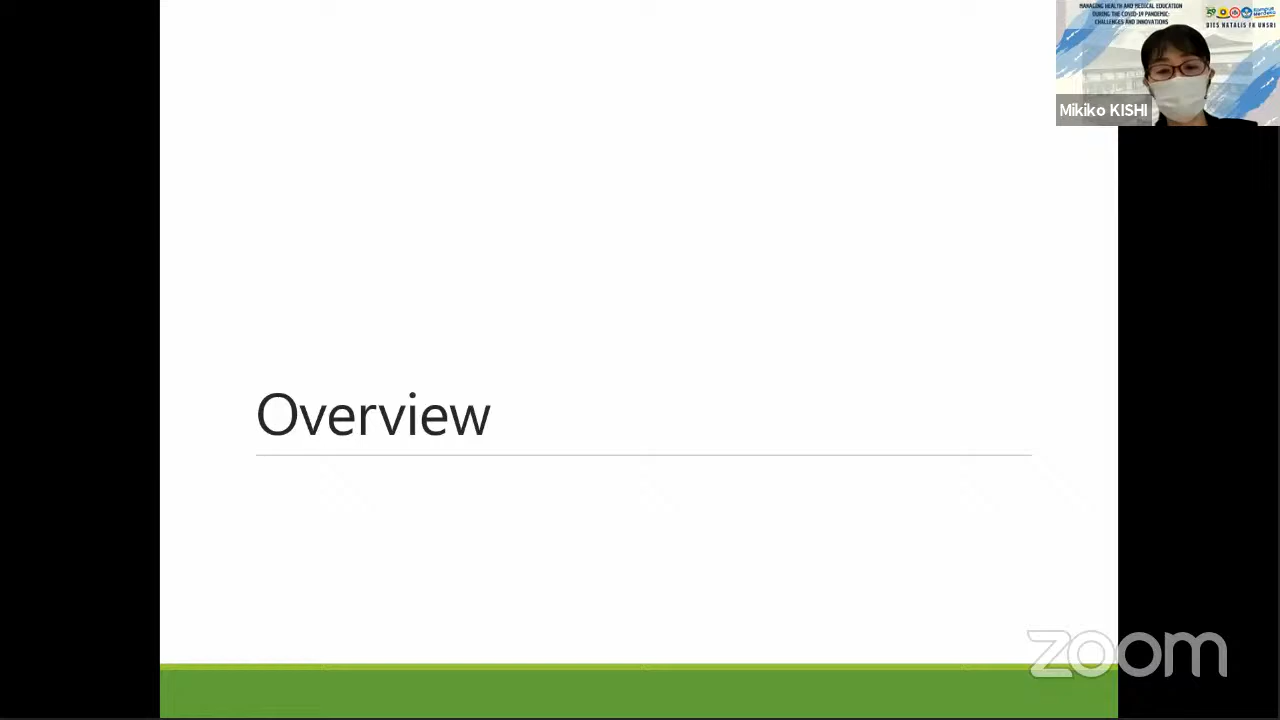 MANAGING HEALTH AND MEDICAL EDUCATION
DURING THE COVID-19 PANDEMIC:
CHALLENGES AND INNOVATIONS
DIES NATALIS FK UNSRI
Mikiko KISHI
Overview
zoom